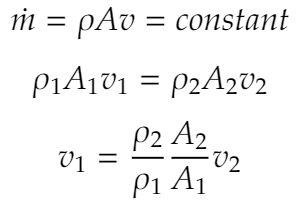 ṁ = ρAv = constant
ρ₁A₁v₁ = ρ₂A₂v₂
v₁ = (ρ₂/ρ₁)(A₂/A₁)v₂